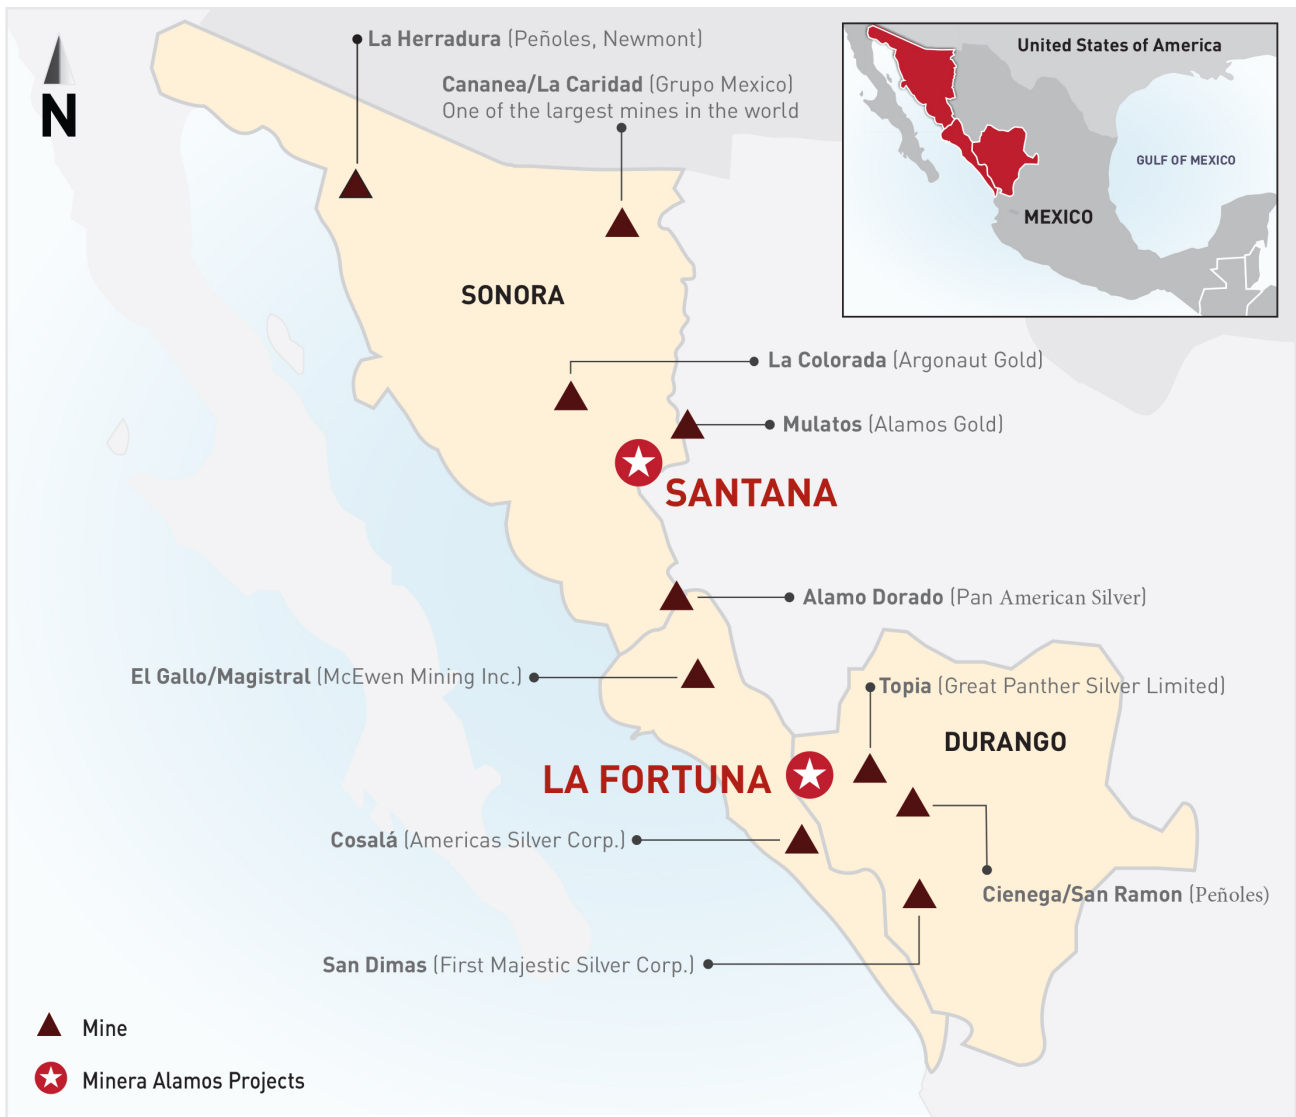 La Herradura (Peñoles, Newmont)
Cananea/La Caridad (Grupo Mexico)
One of the largest mines in the world
N
United States of America
GULF OF MEXICO
MEXICO
SONORA
La Colorada (Argonaut Gold)
Mulatos (Alamos Gold)
SANTANA
Alamo Dorado (Pan American Silver)
El Gallo/Magistral (McEwen Mining Inc.)
Topia (Great Panther Silver Limited)
DURANGO
LA FORTUNA
Cosalá (Americas Silver Corp.)
Cienega/San Ramon (Peñoles)
San Dimas (First Majestic Silver Corp.)
Mine
Minera Alamos Projects